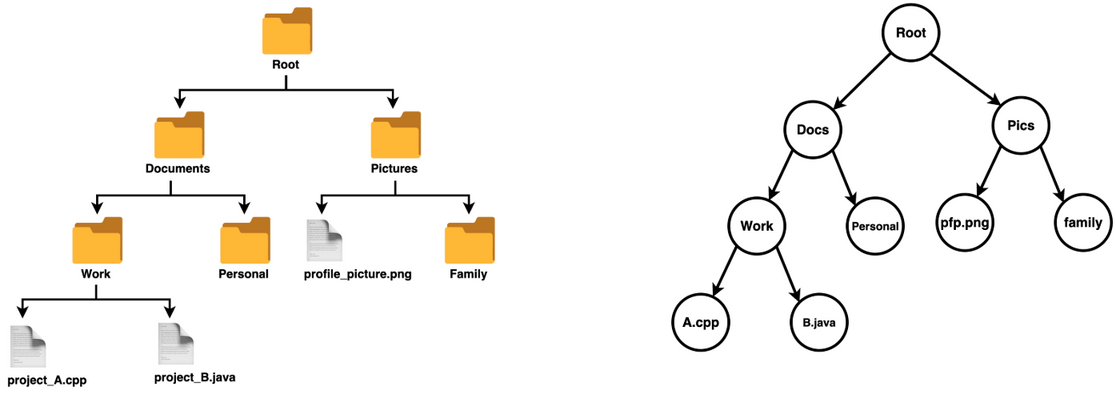 Root
Documents
Pictures
Work
Personal
profile_picture.png
Family
project_A.cpp
project_B.java
Root
Docs
Pics
Work
Personal
pfp.png
family
A.cpp
B.java